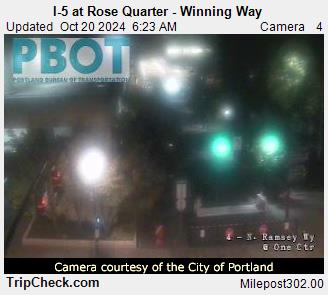 I-5 at Rose Quarter - Winning Way
Updated Oct 20 2024 6:23 AM Camera 4
PBOT
PORTLAND BUREAU OF TRANSPORTATION
4 - N. Ramsey Wy
@ One Ctr
Camera courtesy of the City of Portland
TripCheck.com Milepost302.00